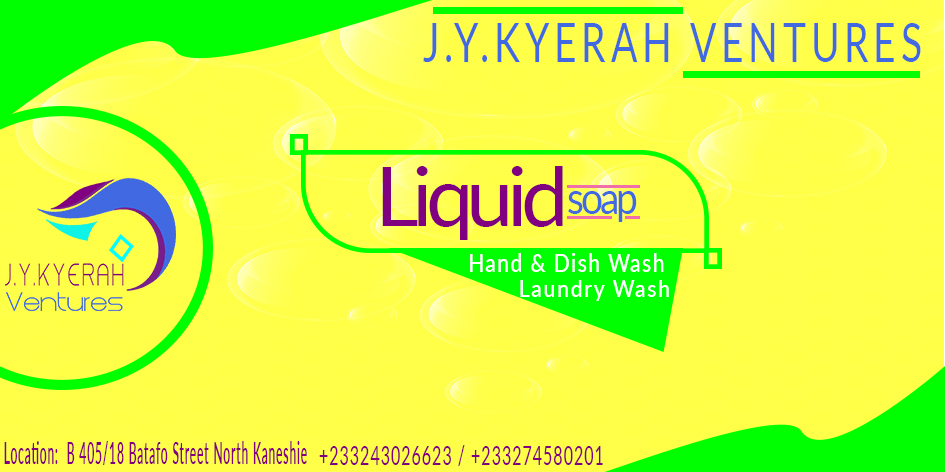 J.Y.KYERAH VENTURES
Liquid soap
Hand & Dish Wash
Laundry Wash
J.Y.KYERAH
Ventures
Location: B 405/18 Batafo Street North Kaneshie +233243026623 / +233274580201